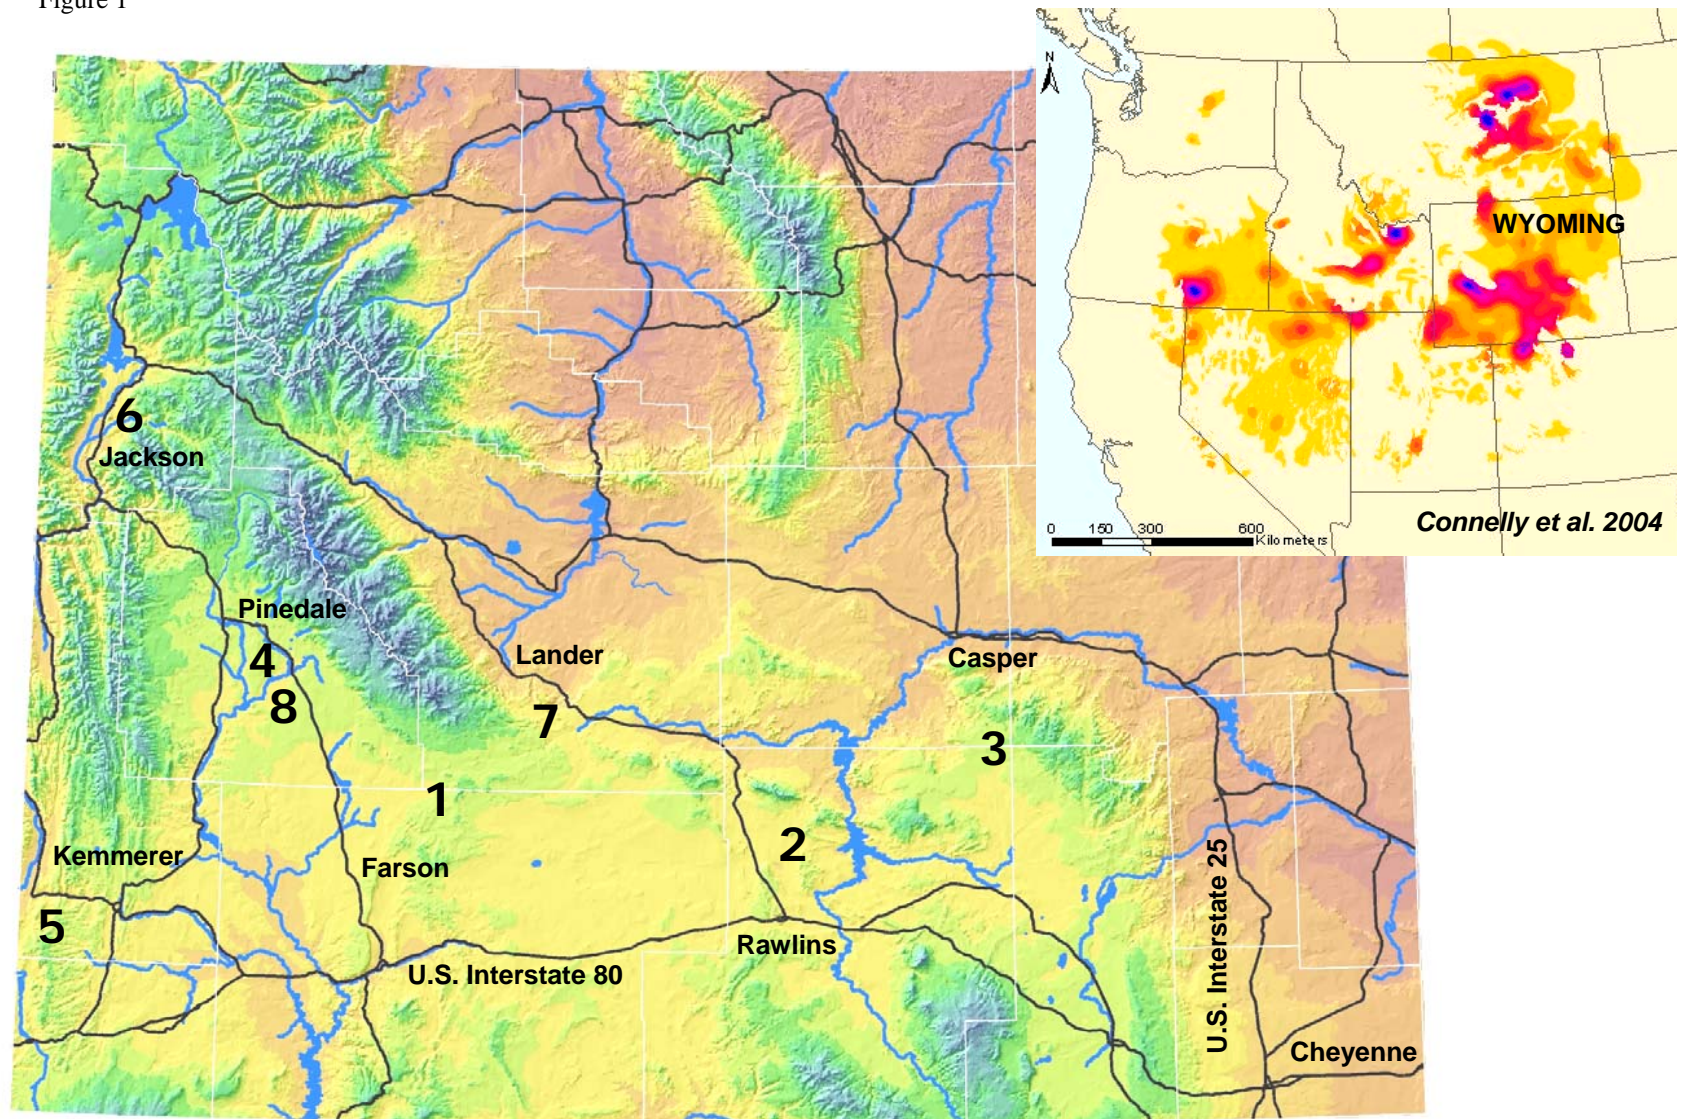 Figure 1
N
WYOMING
0 150 300 600
Kilometers
Connelly et al. 2004
6
Jackson
Pinedale
4
8
Lander
7
Casper
3
1
2
Kemmerer
Farson
5
Rawlins
U.S. Interstate 80
U.S. Interstate 25
Cheyenne